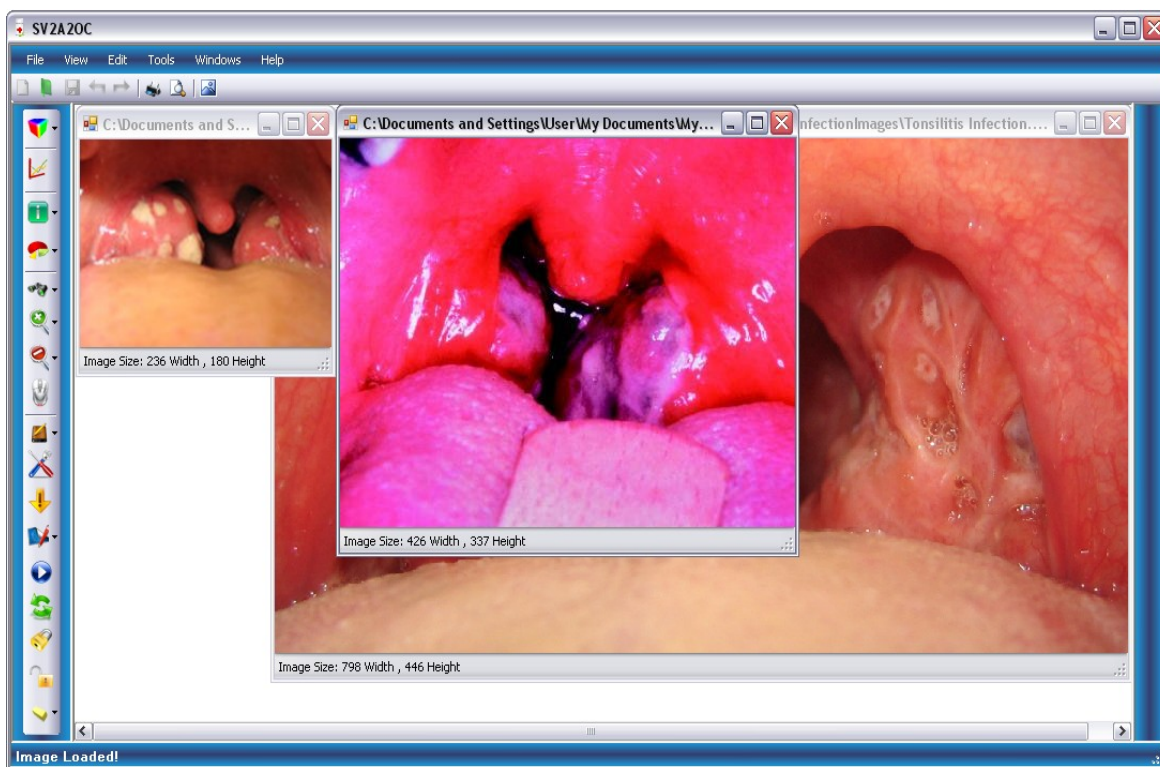 SV2A2OC
File View Edit Tools Windows Help
C:\Documents and S...
C:\Documents and Settings\User\My Documents\My...
nfectionImages\Tonsilitis Infection....
Image Size: 236 Width , 180 Height
Image Size: 426 Width , 337 Height
Image Size: 798 Width , 446 Height
Image Loaded!